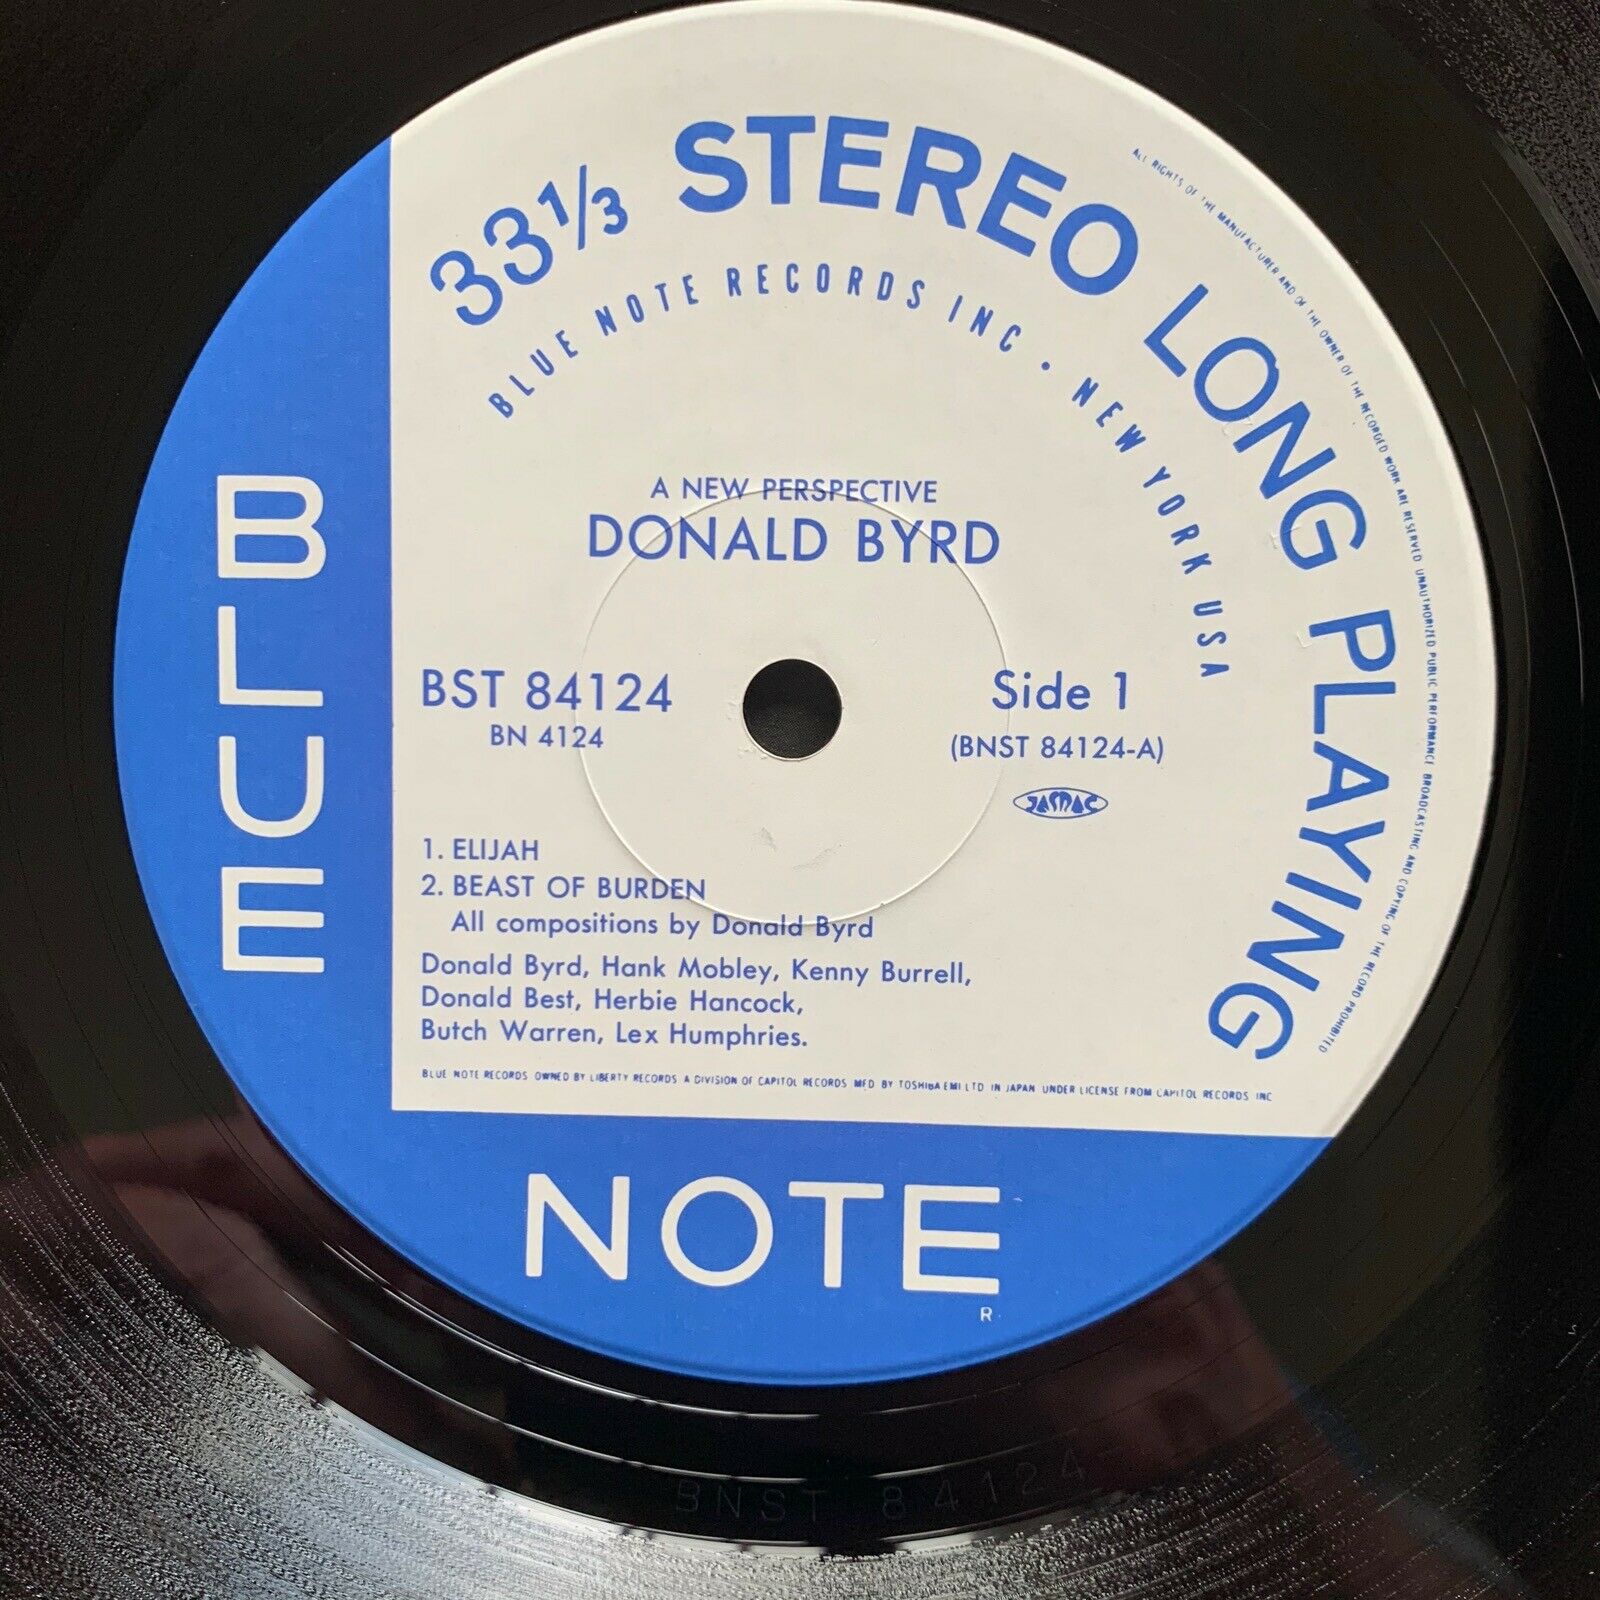 33 1/3 STEREO LONG PLAYING
BLUE NOTE RECORDS INC · NEW YORK USA
ALL RIGHTS OF THE MANUFACTURER AND OF THE OWNER OF THE RECORDED WORK ARE RESERVED UNAUTHORIZED PUBLIC PERFORMANCE BROADCASTING AND COPYING OF THE RECORD PROHIBITED
A NEW PERSPECTIVE
DONALD BYRD
BST 84124
BN 4124
Side 1
(BNST 84124-A)
JASRAC
1. ELIJAH
2. BEAST OF BURDEN
All compositions by Donald Byrd
Donald Byrd, Hank Mobley, Kenny Burrell,
Donald Best, Herbie Hancock,
Butch Warren, Lex Humphries.
BLUE NOTE RECORDS OWNED BY LIBERTY RECORDS A DIVISION OF CAPITOL RECORDS MFD BY TOSHIBA EMI LTD IN JAPAN UNDER LICENSE FROM CAPITOL RECORDS INC
BLUE
NOTE
R
BNST 84124